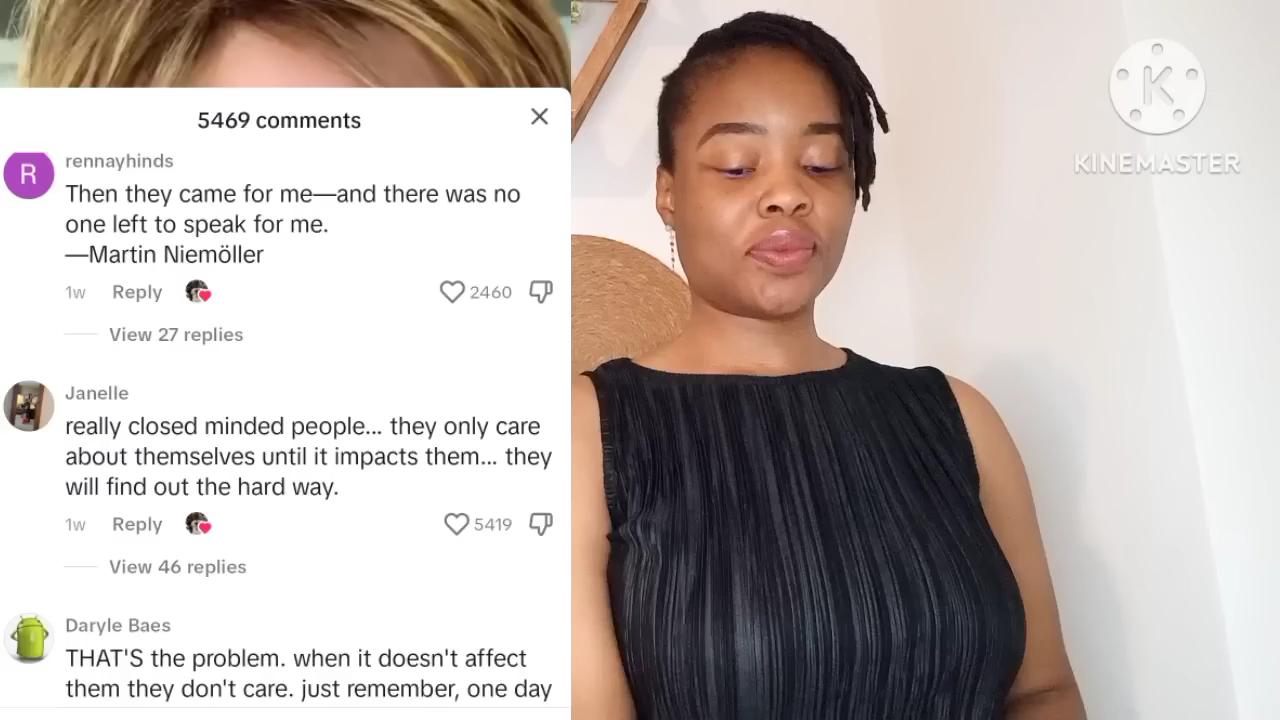 5469 comments
R
rennayhinds
Then they came for me—and there was no
one left to speak for me.
—Martin Niemöller
1w Reply 2460
View 27 replies
Janelle
really closed minded people... they only care
about themselves until it impacts them... they
will find out the hard way.
1w Reply 5419
View 46 replies
Daryle Baes
THAT'S the problem. when it doesn't affect
them they don't care. just remember, one day
K
KINEMASTER